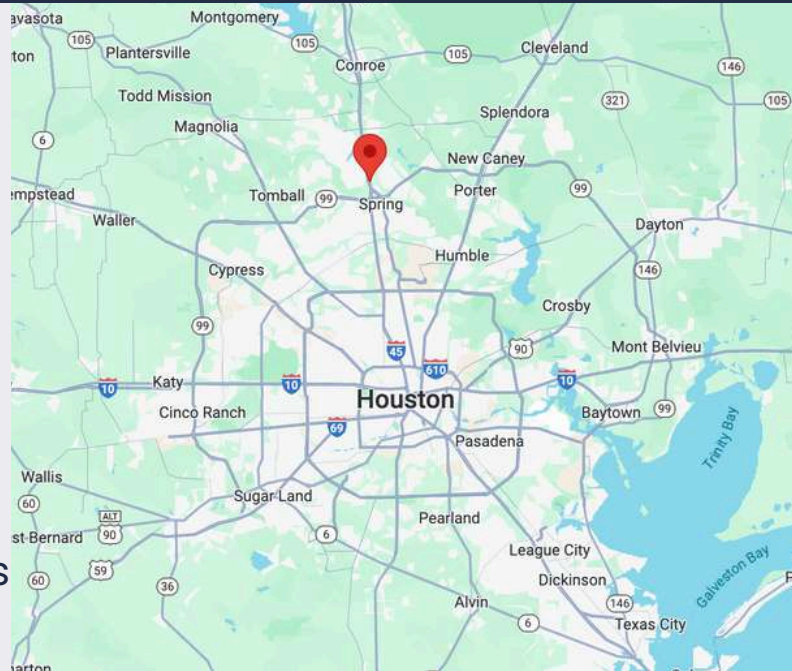 avasota
Montgomery
105
Plantersville
105
Conroe
105
Cleveland
146
ton
Todd Mission
321
105
Splendora
Magnolia
6
New Caney
empstead
Tomball
99
Spring
Porter
99
Waller
Dayton
Humble
Cypress
146
Crosby
99
45
90
Mont Belvieu
610
10
Katy
10
10
Houston
Cinco Ranch
69
Baytown
99
Pasadena
Trinity Bay
Wallis
Sugar Land
60
ALT
90
Pearland
st Bernard
6
League City
s
60
59
36
Dickinson
Galveston Bay
Alvin
146
6
Texas City